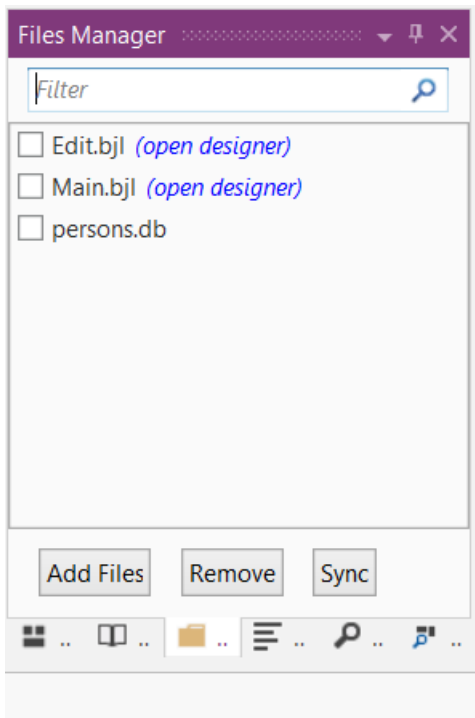 Files Manager
Filter
Edit.bjl (open designer)
Main.bjl (open designer)
persons.db
Add Files Remove Sync
.. .. .. .. .. ..